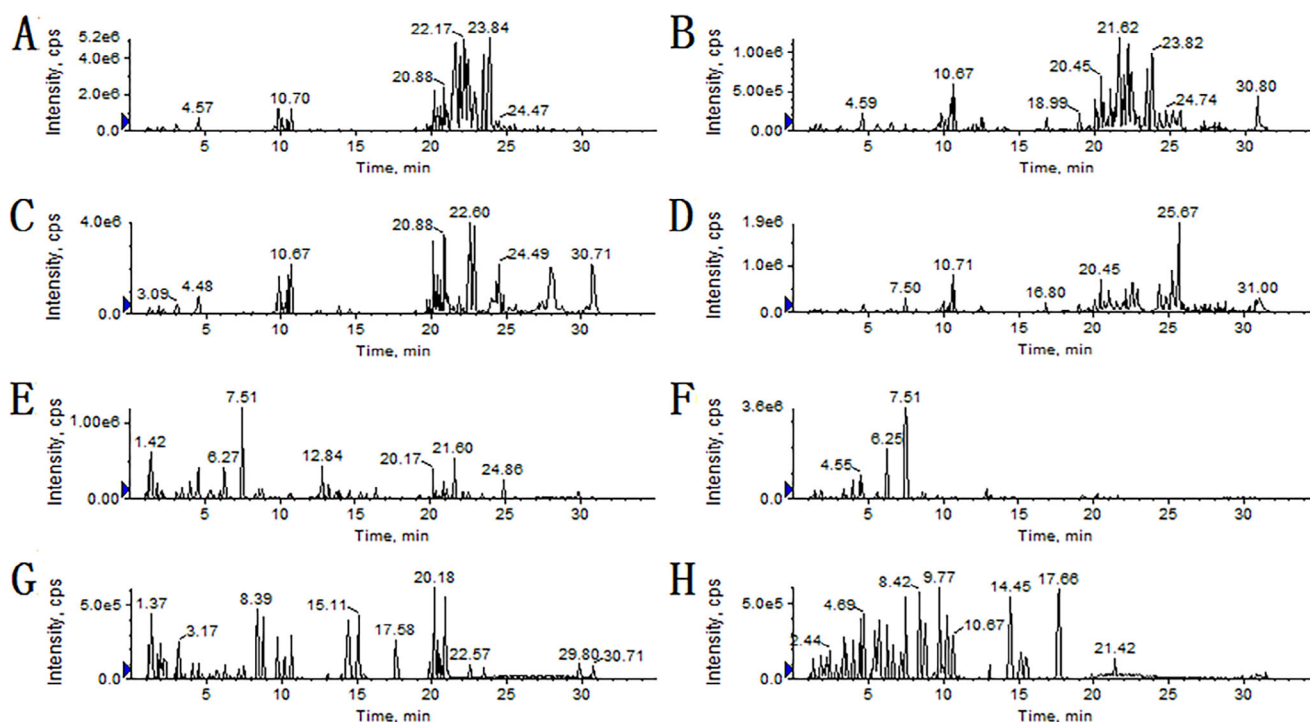 A
Intensity, cps
5.2e6
4.0e6
2.0e6
0.0
4.57
10.70
20.88
22.17
23.84
24.47
5 10 15 20 25 30
Time, min
B
Intensity, cps
1.00e6
5.00e5
0.00
4.59
10.67
16.82
18.99
20.45
21.62
23.82
24.74
30.80
5 10 15 20 25 30
Time, min
C
Intensity, cps
4.0e6
0.0
3.09
4.48
10.67
20.88
22.60
24.49
30.71
5 10 15 20 25 30
Time, min
D
Intensity, cps
1.9e6
1.0e6
0.0
7.50
10.71
16.80
20.45
25.67
31.00
5 10 15 20 25 30
Time, min
E
Intensity, cps
1.00e6
0.00
1.42
6.27
7.51
12.84
20.17
21.60
24.86
5 10 15 20 25 30
Time, min
F
Intensity, cps
3.6e6
2.0e6
0.0
4.55
6.25
7.51
5 10 15 20 25 30
Time, min
G
Intensity, cps
5.0e5
0.0
1.37
3.17
8.39
15.11
17.58
20.18
22.57
29.80
30.71
5 10 15 20 25 30
Time, min
H
Intensity, cps
5.0e5
0.0
2.44
4.69
8.42
9.77
10.67
14.45
17.66
21.42
5 10 15 20 25 30
Time, min